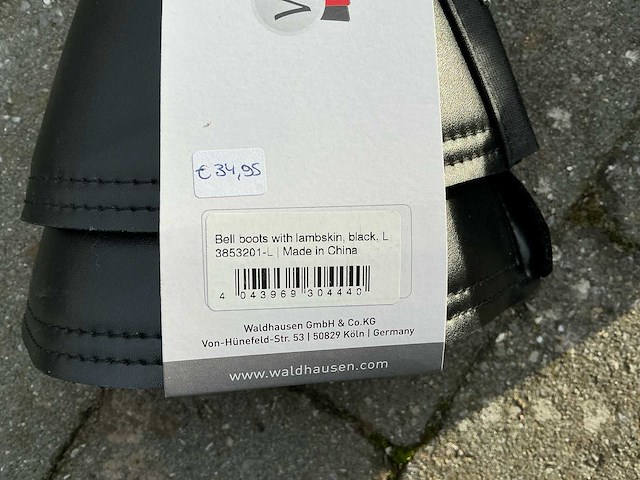 € 34,95
Bell boots with lambskin, black, L
3853201-L | Made in China
4 043969 304440
Waldhausen GmbH & Co.KG
Von-Hünefeld-Str. 53 | 50829 Köln | Germany
www.waldhausen.com